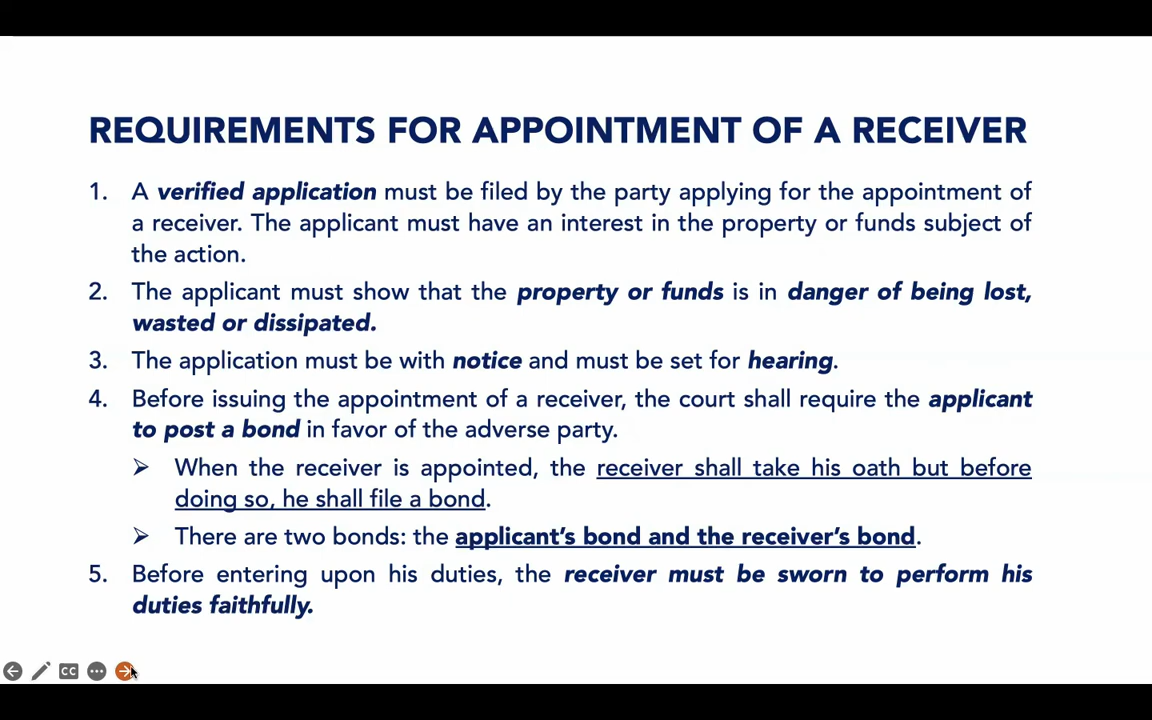 REQUIREMENTS FOR APPOINTMENT OF A RECEIVER
1. A verified application must be filed by the party applying for the appointment of
a receiver. The applicant must have an interest in the property or funds subject of
the action.
2. The applicant must show that the property or funds is in danger of being lost,
wasted or dissipated.
3. The application must be with notice and must be set for hearing.
4. Before issuing the appointment of a receiver, the court shall require the applicant
to post a bond in favor of the adverse party.
➢ When the receiver is appointed, the receiver shall take his oath but before
doing so, he shall file a bond.
➢ There are two bonds: the applicant’s bond and the receiver’s bond.
5. Before entering upon his duties, the receiver must be sworn to perform his
duties faithfully.
CC